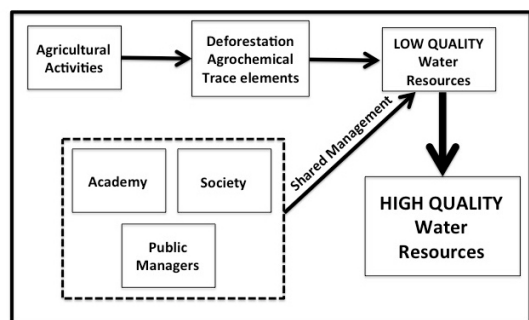 Agricultural
Activities
Deforestation
Agrochemical
Trace elements
LOW QUALITY
Water
Resources
Shared Management
Academy
Society
Public
Managers
HIGH QUALITY
Water
Resources